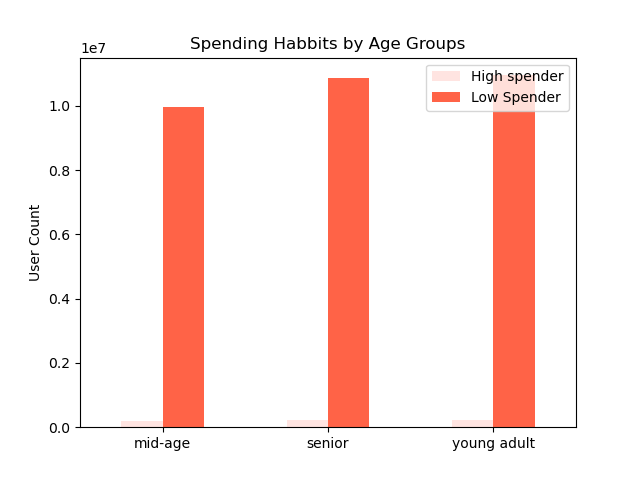 Spending Habbits by Age Groups
1e7
High spender
Low Spender
1.0
0.8
0.6
0.4
0.2
0.0
User Count
mid-age
senior
young adult